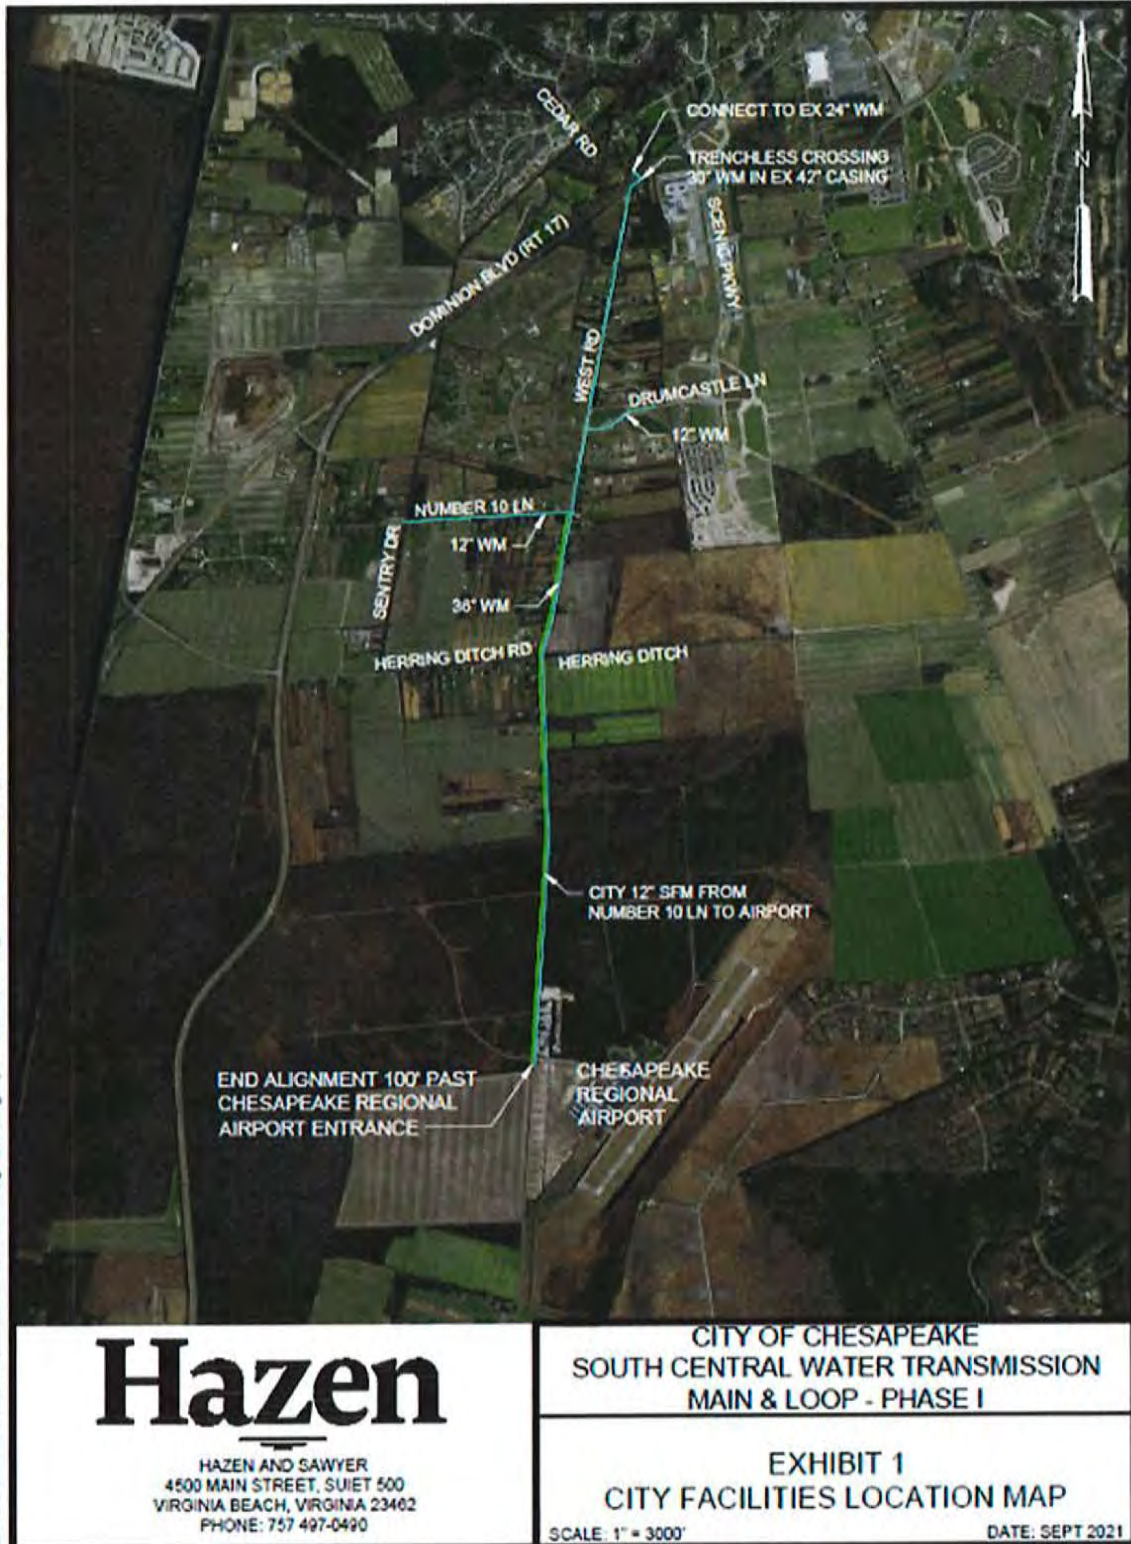 CEDAR RD
CONNECT TO EX 24" WM
TRENCHLESS CROSSING
30" WM IN EX 42" CASING
N
SCENIC PKWY
DOMINION BLVD (RT 17)
WEST RD
DRUMCASTLE LN
12" WM
NUMBER 10 LN
12" WM
SENTRY DR
36" WM
HERRING DITCH RD
HERRING DITCH
CITY 12" SFM FROM
NUMBER 10 LN TO AIRPORT
END ALIGNMENT 100' PAST
CHESAPEAKE REGIONAL
AIRPORT ENTRANCE
CHESAPEAKE
REGIONAL
AIRPORT
Hazen
HAZEN AND SAWYER
4500 MAIN STREET, SUIET 500
VIRGINIA BEACH, VIRGINIA 23462
PHONE: 757 497-0490
CITY OF CHESAPEAKE
SOUTH CENTRAL WATER TRANSMISSION
MAIN & LOOP - PHASE I
EXHIBIT 1
CITY FACILITIES LOCATION MAP
SCALE: 1" = 3000'
DATE: SEPT 2021